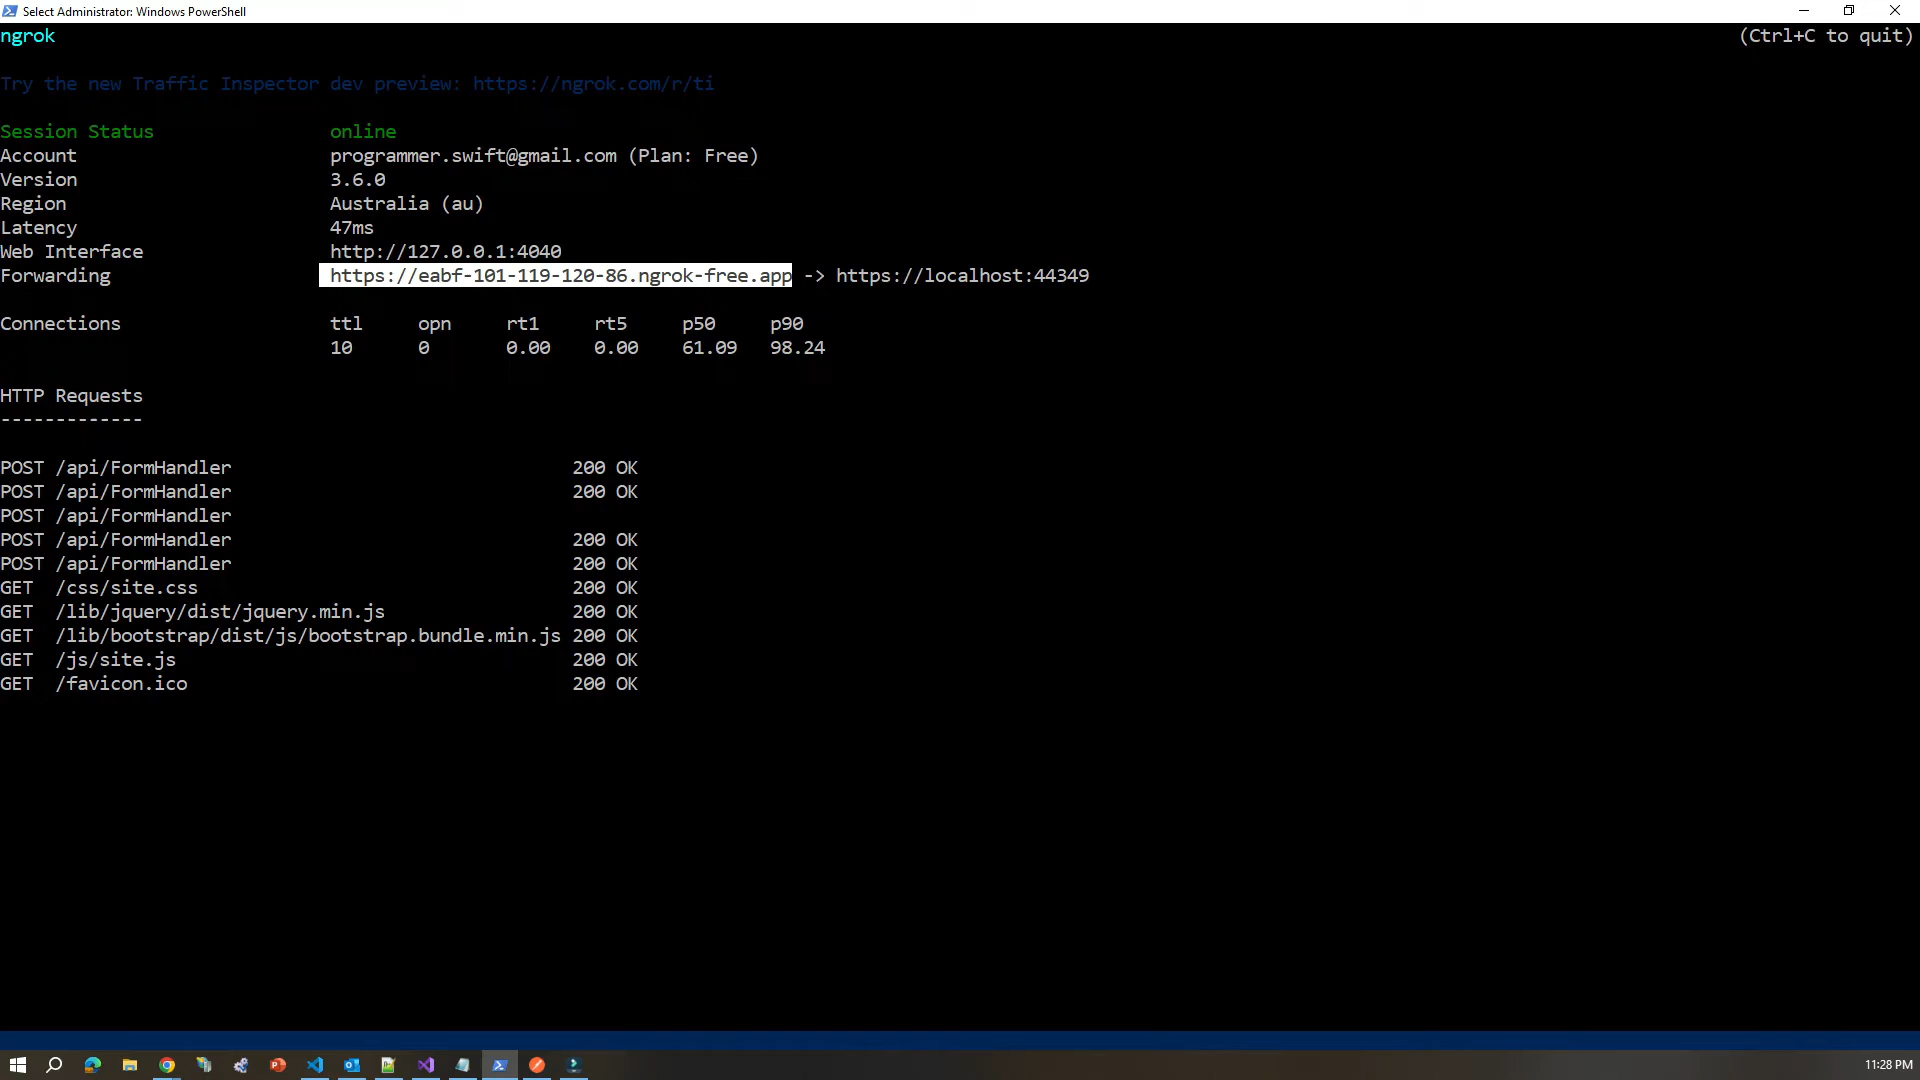 Select Administrator: Windows PowerShell
ngrok (Ctrl+C to quit)
Try the new Traffic Inspector dev preview: https://ngrok.com/r/ti
Session Status online
Account programmer.swift@gmail.com (Plan: Free)
Version 3.6.0
Region Australia (au)
Latency 47ms
Web Interface http://127.0.0.1:4040
Forwarding https://eabf-101-119-120-86.ngrok-free.app -> https://localhost:44349
Connections ttl opn rt1 rt5 p50 p90
10 0 0.00 0.00 61.09 98.24
HTTP Requests
-------------
POST /api/FormHandler 200 OK
POST /api/FormHandler 200 OK
POST /api/FormHandler
POST /api/FormHandler 200 OK
POST /api/FormHandler 200 OK
GET /css/site.css 200 OK
GET /lib/jquery/dist/jquery.min.js 200 OK
GET /lib/bootstrap/dist/js/bootstrap.bundle.min.js 200 OK
GET /js/site.js 200 OK
GET /favicon.ico 200 OK
11:28 PM